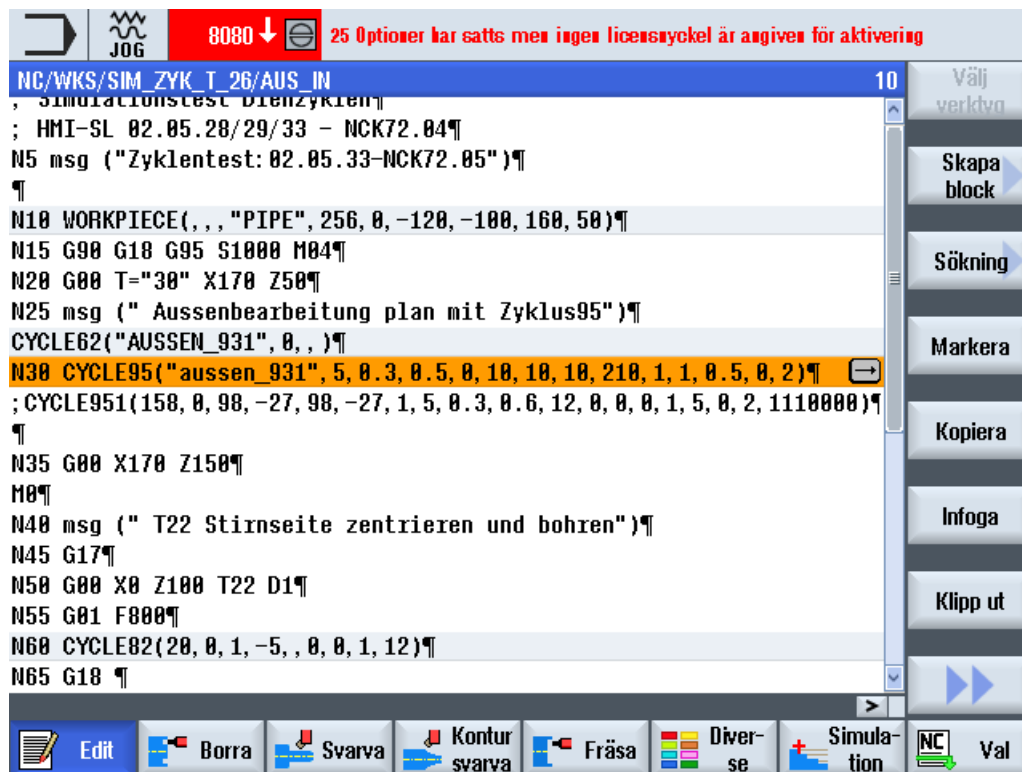 JOG
8080
25 Optioner har satts men ingen licensnyckel är angiven för aktivering
NC/WKS/SIM_ZYK_T_26/AUS_IN 10
; Simulationstest Drehzyklen¶
; HMI-SL 02.05.28/29/33 - NCK72.04¶
N5 msg ("Zyklentest:02.05.33-NCK72.05")¶
¶
N10 WORKPIECE(,,,"PIPE",256,0,-120,-100,160,50)¶
N15 G90 G18 G95 S1000 M04¶
N20 G00 T="30" X170 Z50¶
N25 msg (" Aussenbearbeitung plan mit Zyklus95")¶
CYCLE62("AUSSEN_931",0,,)¶
N30 CYCLE95("aussen_931",5,0.3,0.5,0,10,10,10,210,1,1,0.5,0,2)¶
;CYCLE951(158,0,98,-27,98,-27,1,5,0.3,0.6,12,0,0,0,1,5,0,2,1110000)¶
¶
N35 G00 X170 Z150¶
M0¶
N40 msg (" T22 Stirnseite zentrieren und bohren")¶
N45 G17¶
N50 G00 X0 Z100 T22 D1¶
N55 G01 F800¶
N60 CYCLE82(20,0,1,-5,,0,0,1,12)¶
N65 G18 ¶
Välj
verktyg
Skapa
block
Sökning
Markera
Kopiera
Infoga
Klipp ut
Edit
Borra
Svarva
Kontur
svarva
Fräsa
Diver-
se
Simula-
tion
NC
Val